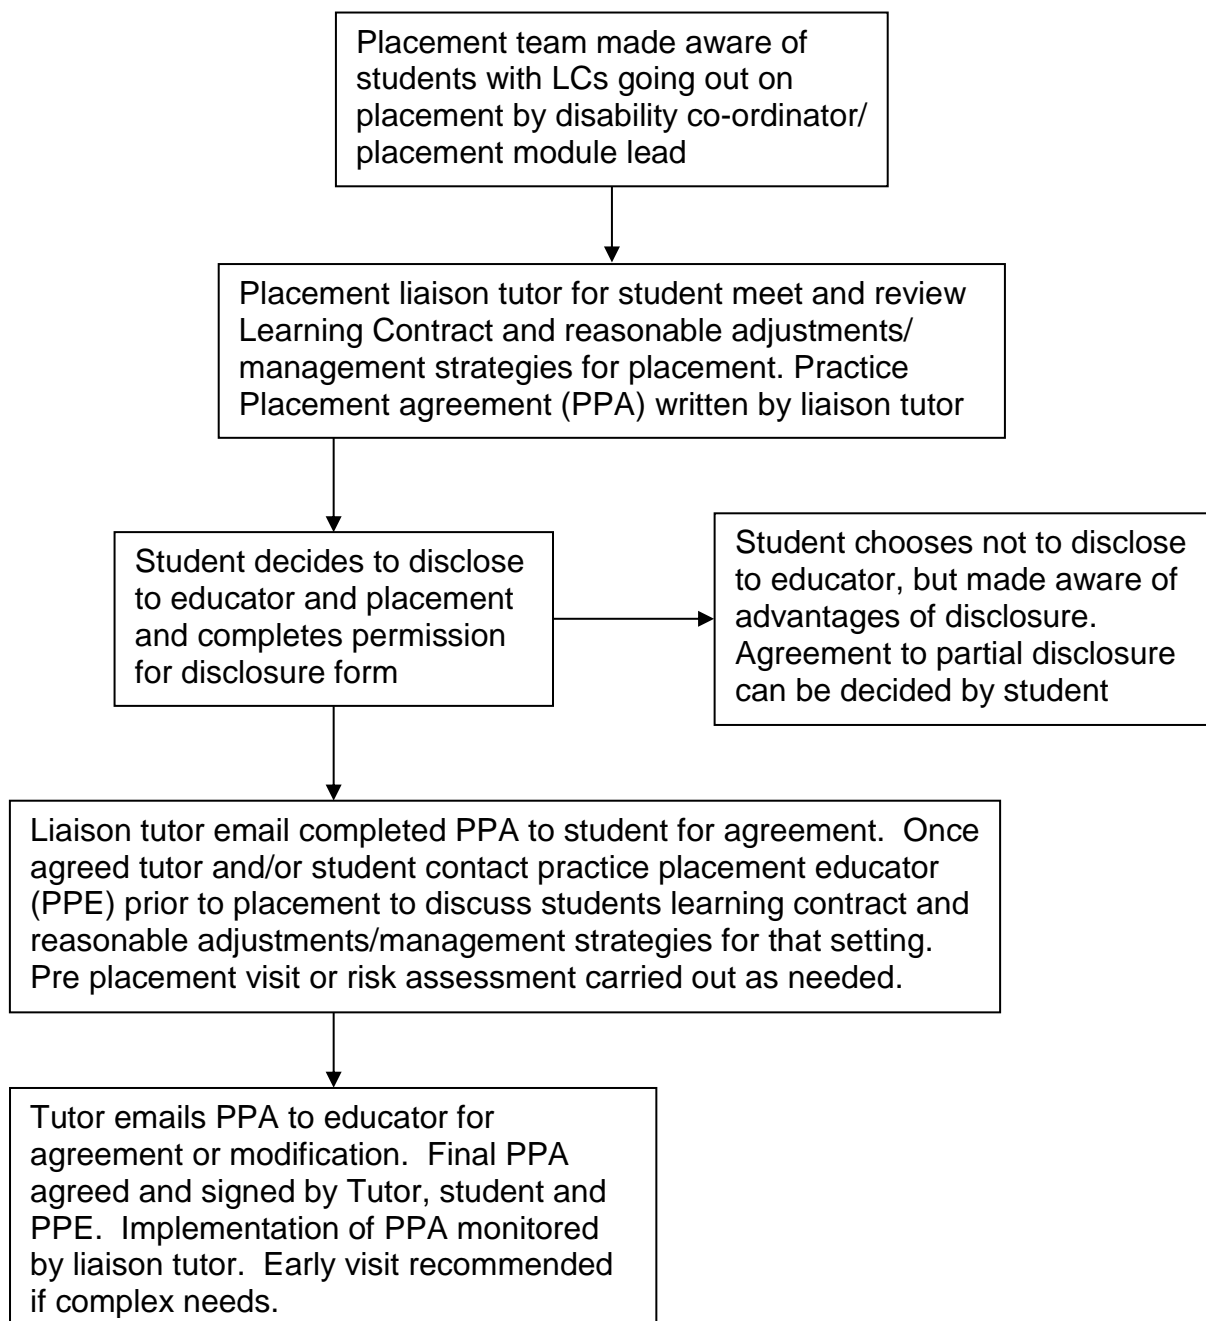 Placement team made aware of
students with LCs going out on
placement by disability co-ordinator/
placement module lead
Placement liaison tutor for student meet and review
Learning Contract and reasonable adjustments/
management strategies for placement. Practice
Placement agreement (PPA) written by liaison tutor
Student decides to disclose
to educator and placement
and completes permission
for disclosure form
Student chooses not to disclose
to educator, but made aware of
advantages of disclosure.
Agreement to partial disclosure
can be decided by student
Liaison tutor email completed PPA to student for agreement.  Once
agreed tutor and/or student contact practice placement educator
(PPE) prior to placement to discuss students learning contract and
reasonable adjustments/management strategies for that setting.
Pre placement visit or risk assessment carried out as needed.
Tutor emails PPA to educator for
agreement or modification.  Final PPA
agreed and signed by Tutor, student and
PPE.  Implementation of PPA monitored
by liaison tutor.  Early visit recommended
if complex needs.